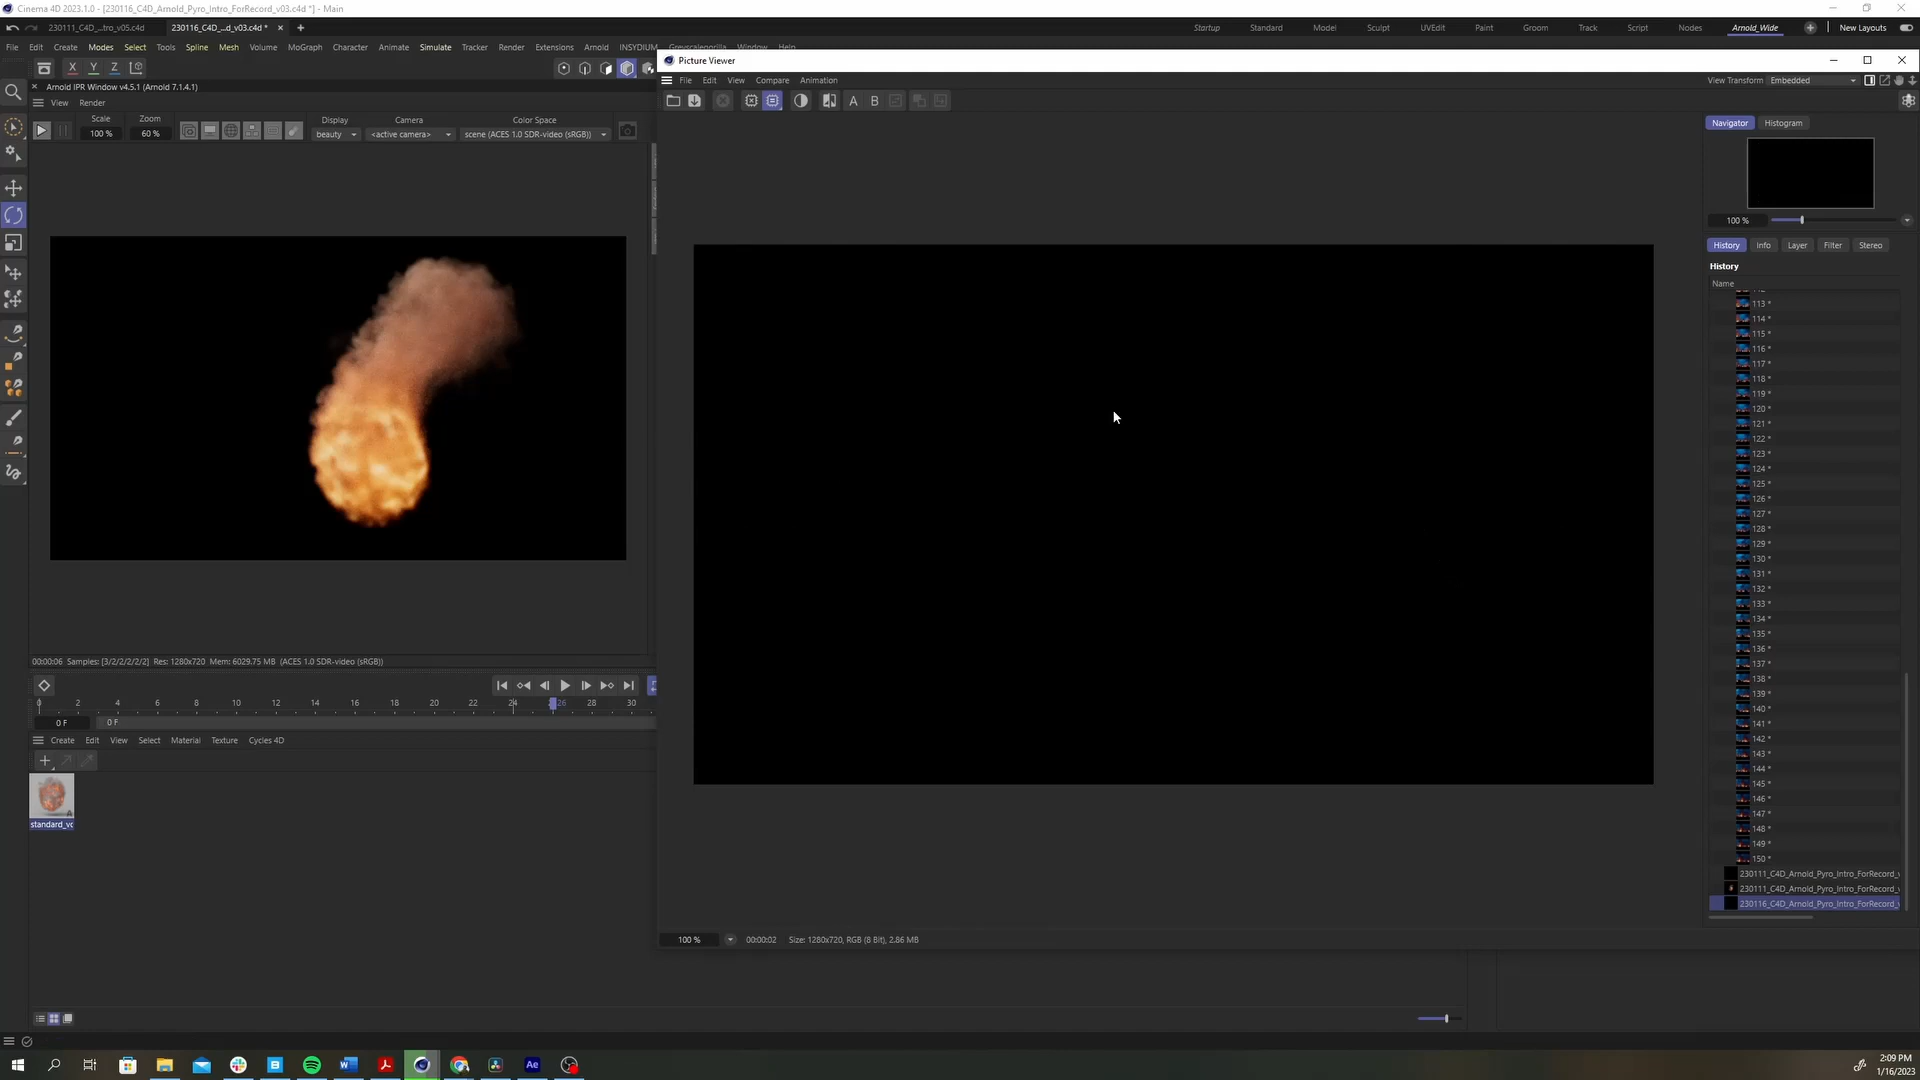 Cinema 4D 2023.1.0 - [230116_C4D_Arnold_Pyro_Intro_ForRecord_v03.c4d *] - Main
230111_C4D_...tro_v05.c4d
230116_C4D_...d_v03.c4d *
Startup Standard Model Sculpt UVEdit Paint Groom Track Script Nodes Arnold_Wide New Layouts
File Edit Create Modes Select Tools Spline Mesh Volume MoGraph Character Animate Simulate Tracker Render Extensions Arnold INSYDIUM Greyscalegorilla Window Help
X Y Z
Arnold IPR Window v4.5.1 (Arnold 7.1.4.1)
View Render
Scale Zoom Display Camera Color Space
100 % 60 % beauty <active camera> scene (ACES 1.0 SDR-video (sRGB))
00:00:06 Samples: [3/2/2/2/2/2] Res: 1280x720 Mem: 6029.75 MB (ACES 1.0 SDR-video (sRGB))
0 2 4 6 8 10 12 14 16 18 20 22 24 26 28 30
0 F 0 F
Create Edit View Select Material Texture Cycles 4D
standard_vo
Picture Viewer
File Edit View Compare Animation
View Transform Embedded
A B
Navigator Histogram
100 %
History Info Layer Filter Stereo
History
Name
113 *
114 *
115 *
116 *
117 *
118 *
119 *
120 *
121 *
122 *
123 *
124 *
125 *
126 *
127 *
128 *
129 *
130 *
131 *
132 *
133 *
134 *
135 *
136 *
137 *
138 *
139 *
140 *
141 *
142 *
143 *
144 *
145 *
146 *
147 *
148 *
149 *
150 *
230111_C4D_Arnold_Pyro_Intro_ForRecord_v
230111_C4D_Arnold_Pyro_Intro_ForRecord_v
230116_C4D_Arnold_Pyro_Intro_ForRecord_v
100 % 00:00:02 Size: 1280x720, RGB (8 Bit), 2.86 MB
Ae
2:09 PM
1/16/2023